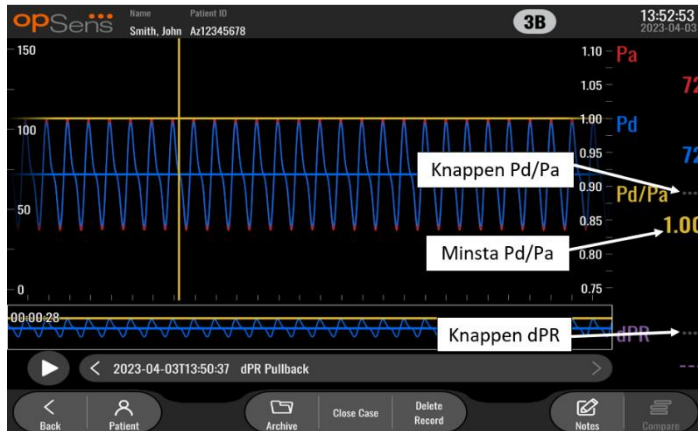 opSens
Name Patient ID
Smith, John Az12345678
3B
13:52:53
2023-04-03
150
100
50
0
1.10
1.05
1.00
0.95
0.90
0.85
0.80
0.75
Pa
72
Pd
72
Knappen Pd/Pa
Pd/Pa ---
1.00
Minsta Pd/Pa
00:00:28
Knappen dPR
dPR ---
---
2023-04-03T13:50:37 dPR Pullback
Back
Patient
Archive
Close Case
Delete
Record
Notes
Compare